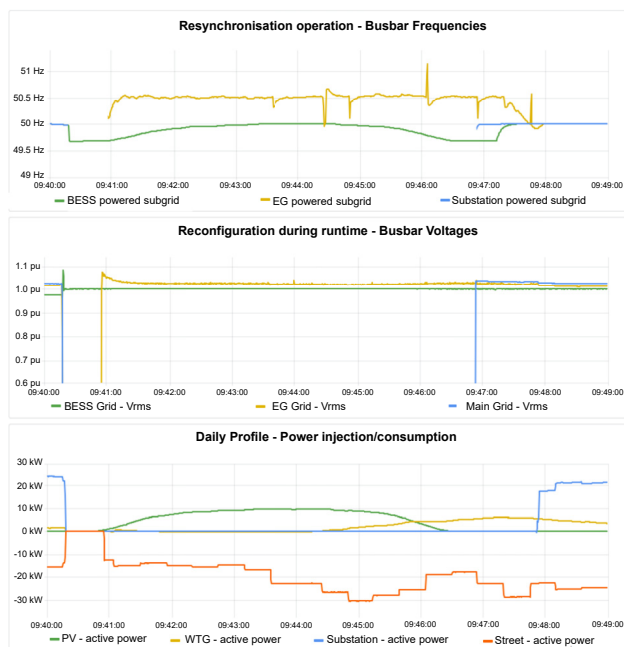 Resynchronisation operation - Busbar Frequencies
51 Hz
50.5 Hz
50 Hz
49.5 Hz
49 Hz
09:40:00 09:41:00 09:42:00 09:43:00 09:44:00 09:45:00 09:46:00 09:47:00 09:48:00 09:49:00
BESS powered subgrid EG powered subgrid Substation powered subgrid
Reconfiguration during runtime - Busbar Voltages
1.1 pu
1.0 pu
0.9 pu
0.8 pu
0.7 pu
0.6 pu
09:40:00 09:41:00 09:42:00 09:43:00 09:44:00 09:45:00 09:46:00 09:47:00 09:48:00 09:49:00
BESS Grid - Vrms EG Grid - Vrms Main Grid - Vrms
Daily Profile - Power injection/consumption
30 kW
20 kW
10 kW
0 kW
-10 kW
-20 kW
-30 kW
09:40:00 09:41:00 09:42:00 09:43:00 09:44:00 09:45:00 09:46:00 09:47:00 09:48:00 09:49:00
PV - active power WTG - active power Substation - active power Street - active power